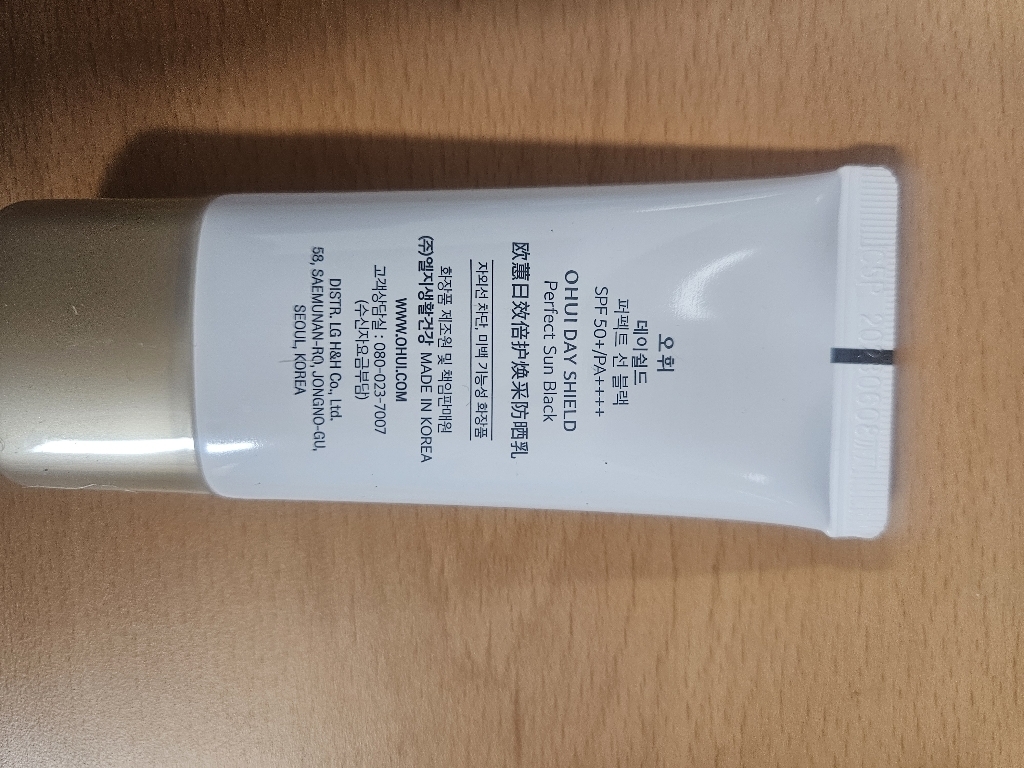 오휘
데이쉴드
퍼펙트 선 블랙
SPF 50+/PA++++
OHUI DAY SHIELD
Perfect Sun Black
欧蕙日效倍护焕采防晒乳
자외선 차단, 미백 기능성 화장품
화장품 제조원 및 책임판매원
(주)엘지생활건강 MADE IN KOREA
WWW.OHUI.COM
고객상담실 : 080-023-7007
(수신자요금부담)
DISTR. LG H&H Co., Ltd.
58, SAEMUNAN-RO, JONGNO-GU,
SEOUL, KOREA